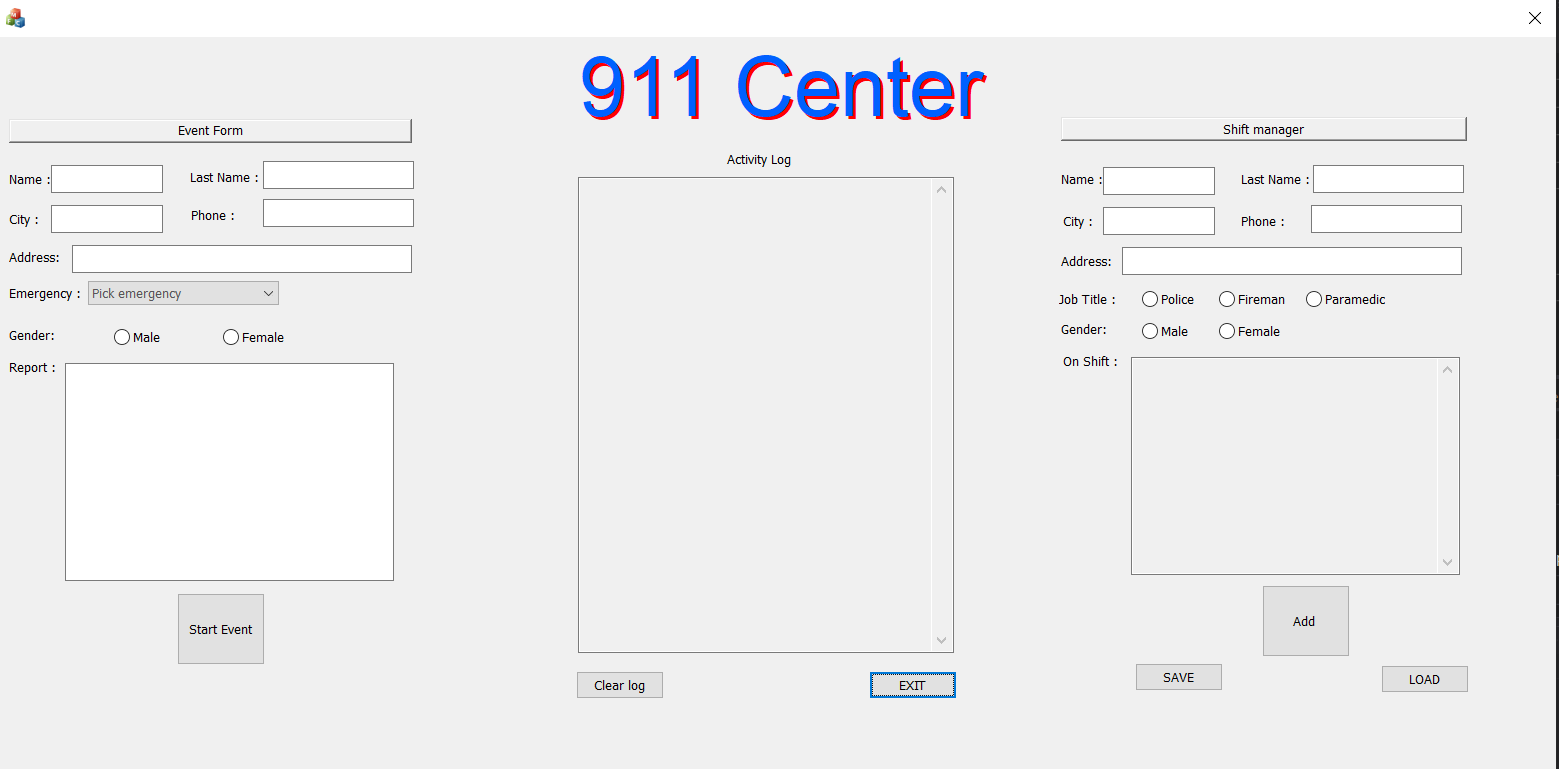 911 Center
Event Form
Name :
Last Name :
City :
Phone :
Address:
Emergency :
Pick emergency
Gender:
Male
Female
Report :
Start Event
Activity Log
Clear log
EXIT
Shift manager
Name :
Last Name :
City :
Phone :
Address:
Job Title :
Police
Fireman
Paramedic
Gender:
Male
Female
On Shift :
Add
SAVE
LOAD